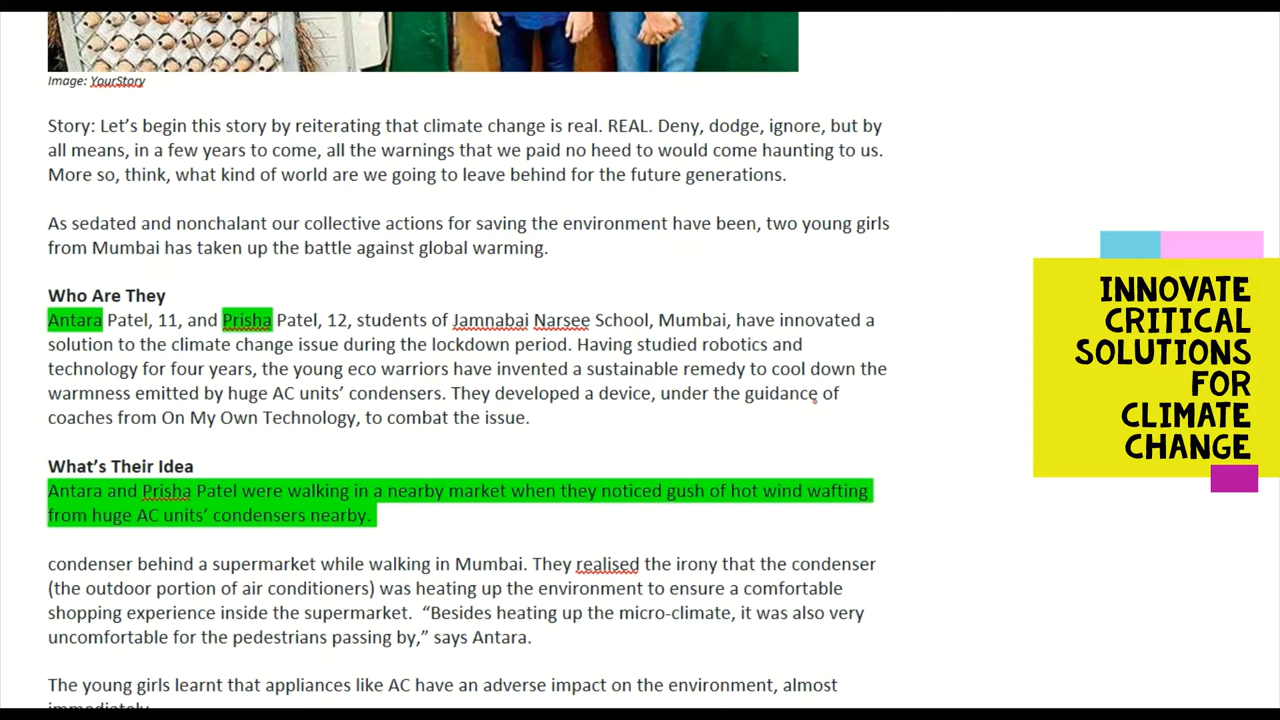 Image: YourStory
Story: Let’s begin this story by reiterating that climate change is real. REAL. Deny, dodge, ignore, but by
all means, in a few years to come, all the warnings that we paid no heed to would come haunting to us.
More so, think, what kind of world are we going to leave behind for the future generations.
As sedated and nonchalant our collective actions for saving the environment have been, two young girls
from Mumbai has taken up the battle against global warming.
Who Are They
Antara Patel, 11, and Prisha Patel, 12, students of Jamnabai Narsee School, Mumbai, have innovated a
solution to the climate change issue during the lockdown period. Having studied robotics and
technology for four years, the young eco warriors have invented a sustainable remedy to cool down the
warmness emitted by huge AC units’ condensers. They developed a device, under the guidance of
coaches from On My Own Technology, to combat the issue.
What’s Their Idea
Antara and Prisha Patel were walking in a nearby market when they noticed gush of hot wind wafting
from huge AC units’ condensers nearby.
condenser behind a supermarket while walking in Mumbai. They realised the irony that the condenser
(the outdoor portion of air conditioners) was heating up the environment to ensure a comfortable
shopping experience inside the supermarket.  “Besides heating up the micro-climate, it was also very
uncomfortable for the pedestrians passing by,” says Antara.
The young girls learnt that appliances like AC have an adverse impact on the environment, almost
immediately.
INNOVATE
CRITICAL
SOLUTIONS
FOR
CLIMATE
CHANGE